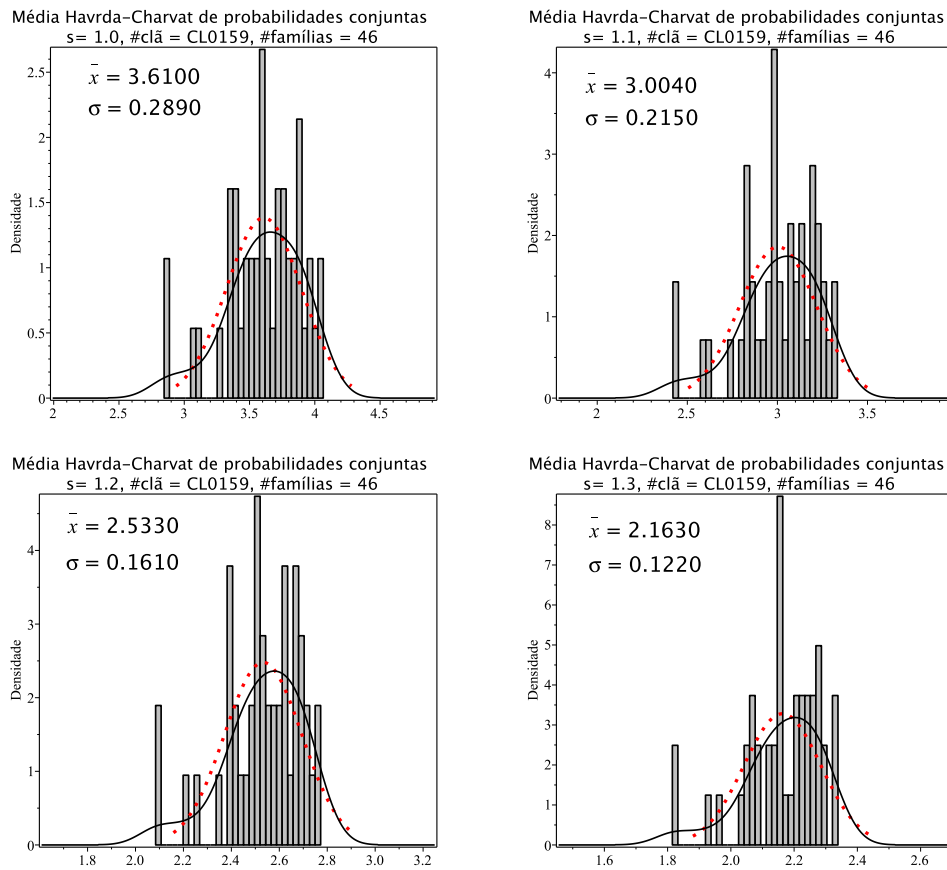 Média Havrda-Charvat de probabilidades conjuntas
s= 1.0, #clã = CL0159, #famílias = 46
x̄ = 3.6100
σ = 0.2890
Densidade
2.5
2
1.5
1
0.5
0
2 2.5 3 3.5 4 4.5
Média Havrda-Charvat de probabilidades conjuntas
s= 1.1, #clã = CL0159, #famílias = 46
x̄ = 3.0040
σ = 0.2150
Densidade
4
3
2
1
0
2 2.5 3 3.5
Média Havrda-Charvat de probabilidades conjuntas
s= 1.2, #clã = CL0159, #famílias = 46
x̄ = 2.5330
σ = 0.1610
Densidade
4
3
2
1
0
1.8 2.0 2.2 2.4 2.6 2.8 3.0 3.2
Média Havrda-Charvat de probabilidades conjuntas
s= 1.3, #clã = CL0159, #famílias = 46
x̄ = 2.1630
σ = 0.1220
Densidade
8
7
6
5
4
3
2
1
0
1.6 1.8 2.0 2.2 2.4 2.6